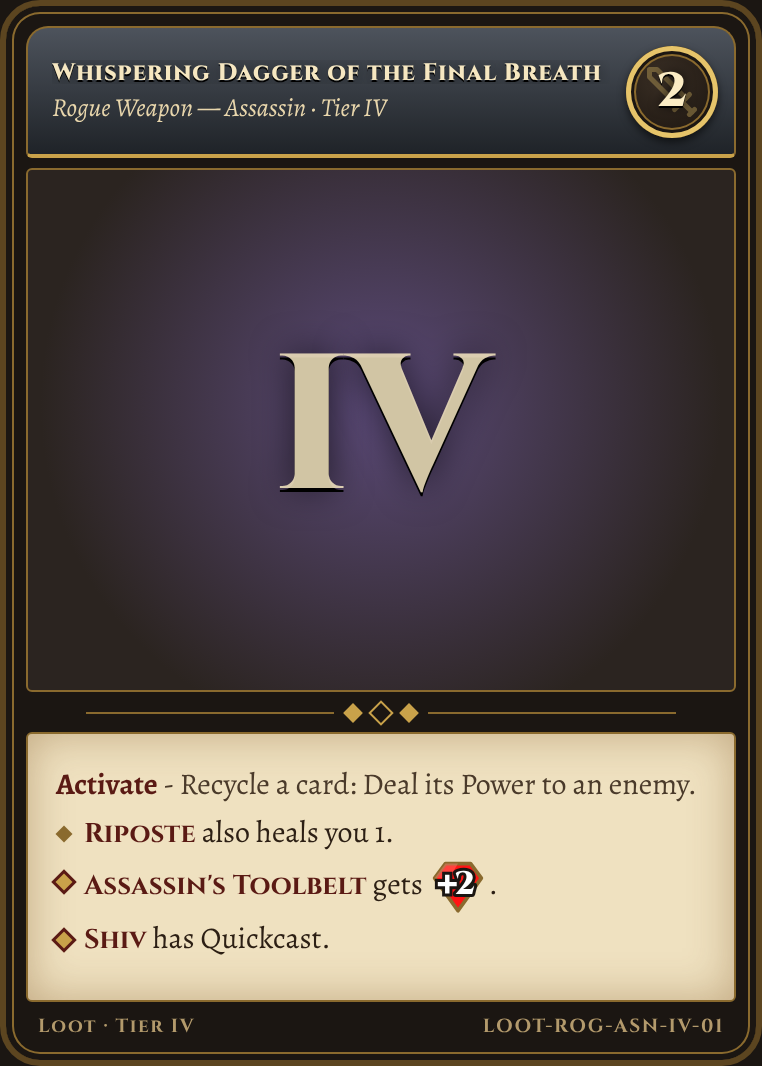 Whispering Dagger of the Final Breath
Rogue Weapon — Assassin · Tier IV
2
IV
Activate - Recycle a card: Deal its Power to an enemy.
Riposte also heals you 1.
Assassin's Toolbelt gets +2 .
Shiv has Quickcast.
Loot · Tier IV
LOOT-ROG-ASN-IV-01